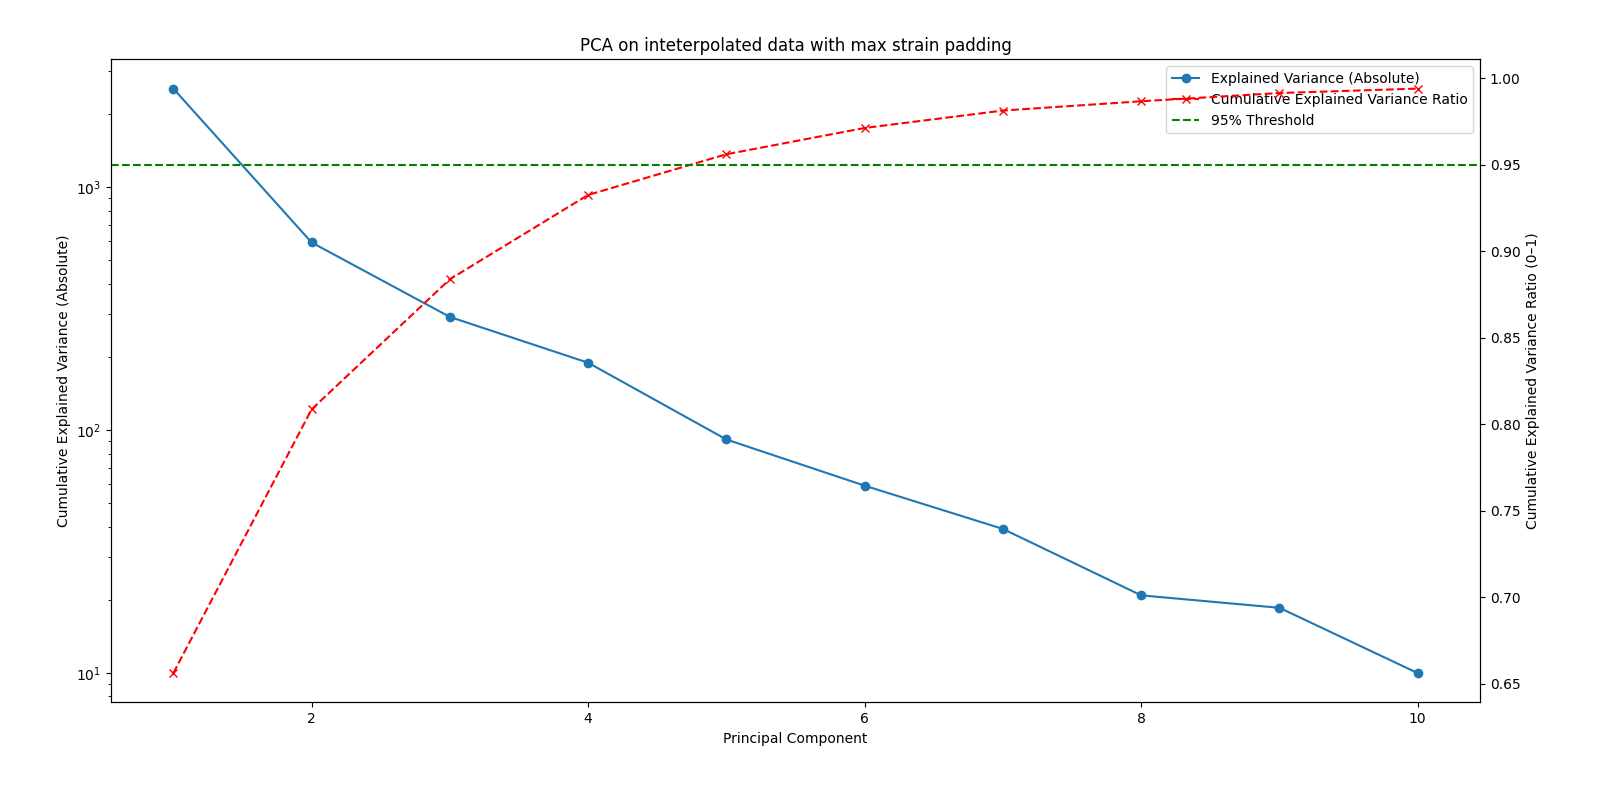 PCA on inteterpolated data with max strain padding
Explained Variance (Absolute)
Cumulative Explained Variance Ratio
95% Threshold
Cumulative Explained Variance (Absolute)
10³
10²
10¹
1.00
0.95
0.90
0.85
0.80
0.75
0.70
0.65
Cumulative Explained Variance Ratio (0–1)
2
4
6
8
10
Principal Component